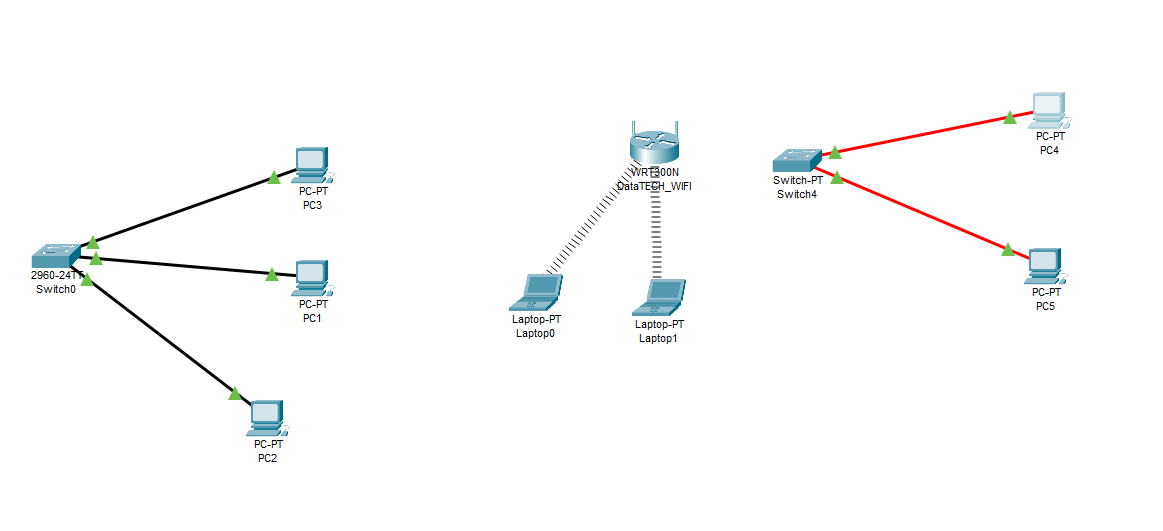 PC-PT
PC3
2960-24TT
Switch0
PC-PT
PC1
PC-PT
PC2
WRT300N
DataTECH_WIFI
Laptop-PT
Laptop0
Laptop-PT
Laptop1
Switch-PT
Switch4
PC-PT
PC4
PC-PT
PC5